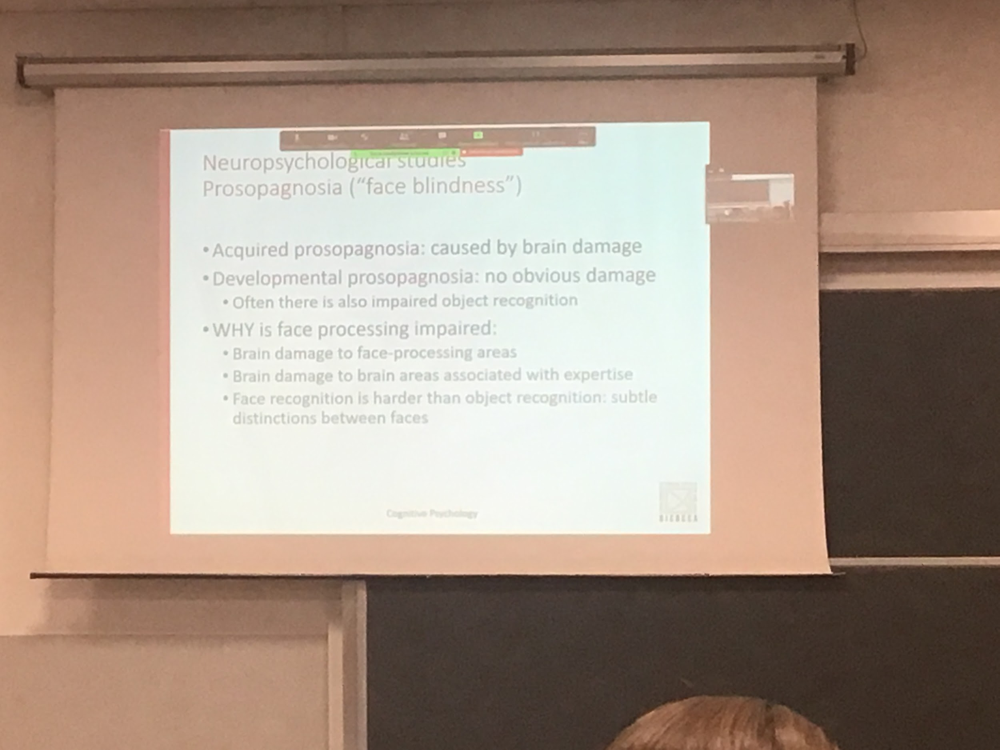 Neuropsychological studies
Prosopagnosia (“face blindness”)
• Acquired prosopagnosia: caused by brain damage
• Developmental prosopagnosia: no obvious damage
• Often there is also impaired object recognition
• WHY is face processing impaired:
• Brain damage to face-processing areas
• Brain damage to brain areas associated with expertise
• Face recognition is harder than object recognition: subtle
distinctions between faces
Cognitive Psychology
BICOCCA